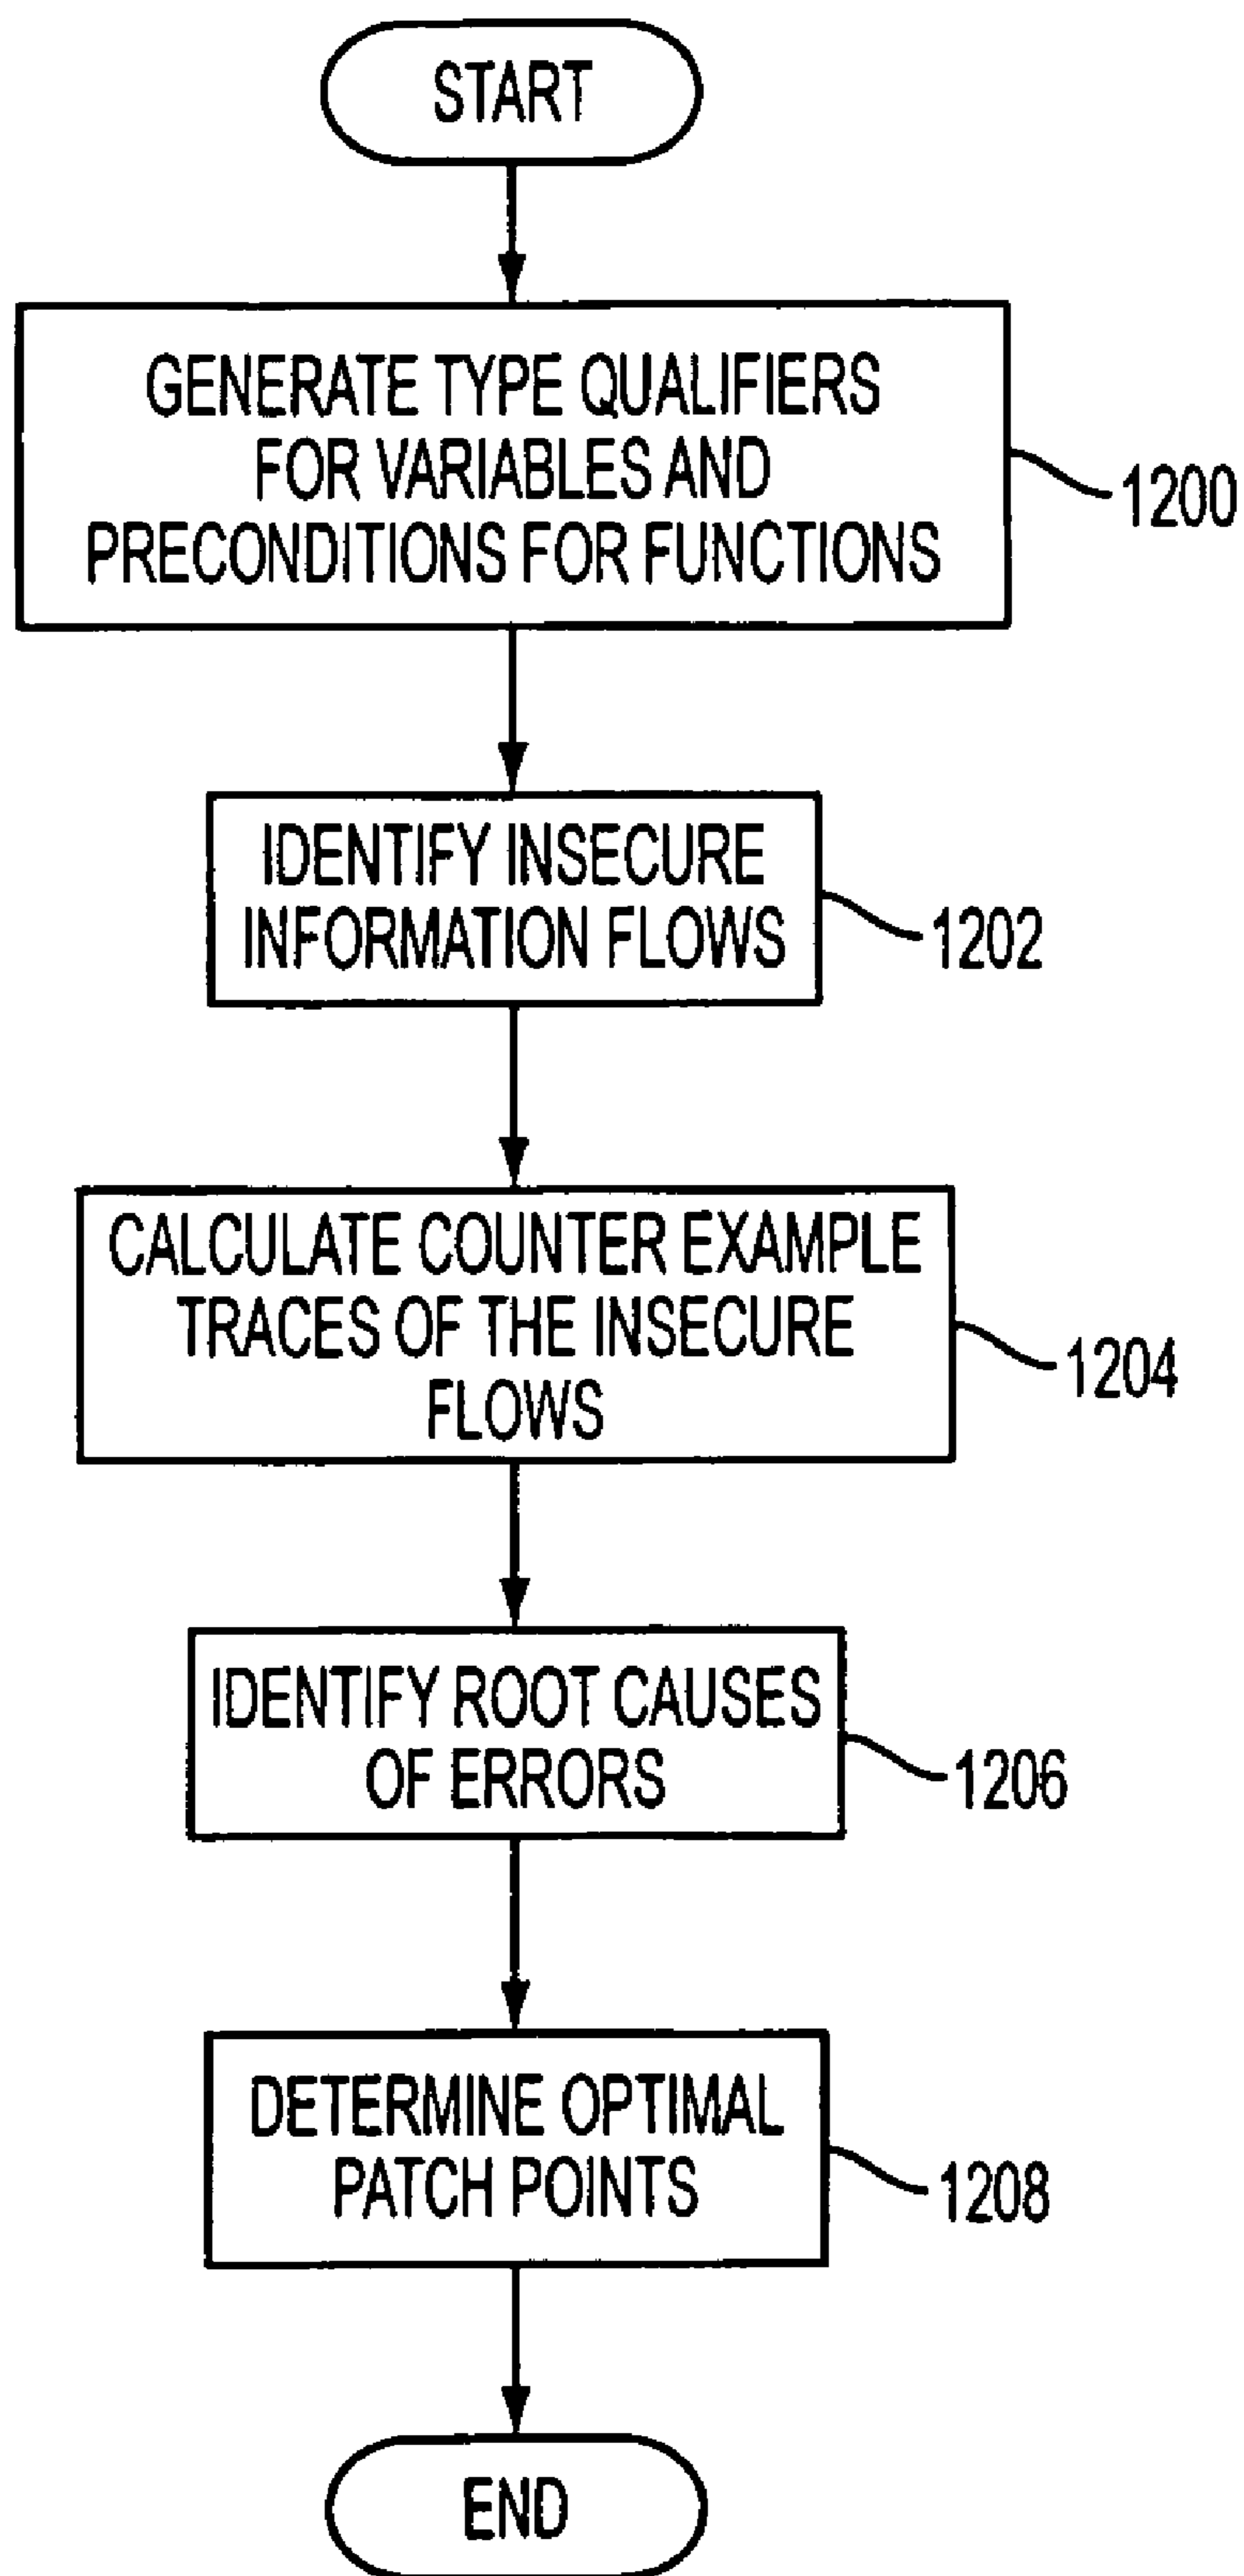 START
GENERATE TYPE QUALIFIERS
FOR VARIABLES AND
PRECONDITIONS FOR FUNCTIONS
1200
IDENTIFY INSECURE
INFORMATION FLOWS
1202
CALCULATE COUNTER EXAMPLE
TRACES OF THE INSECURE
FLOWS
1204
IDENTIFY ROOT CAUSES
OF ERRORS
1206
DETERMINE OPTIMAL
PATCH POINTS
1208
END